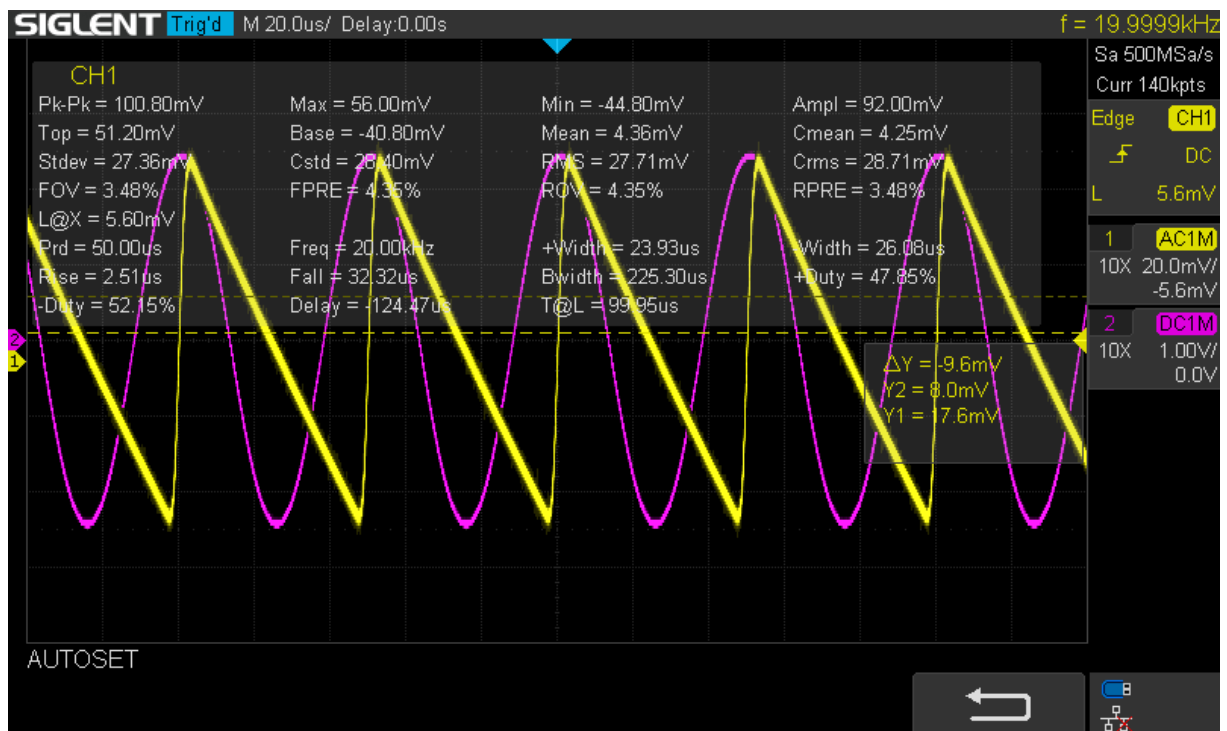 SIGLENT Trig'd M 20.0us/ Delay:0.00s f = 19.9999kHz
Sa 500MSa/s
Curr 140kpts
Edge CH1
DC
L 5.6mV
1 AC1M
10X 20.0mV/
-5.6mV
2 DC1M
10X 1.00V/
0.0V
CH1
Pk-Pk = 100.80mV Max = 56.00mV Min = -44.80mV Ampl = 92.00mV
Top = 51.20mV Base = -40.80mV Mean = 4.36mV Cmean = 4.25mV
Stdev = 27.36mV Cstd = 28.40mV RMS = 27.71mV Crms = 28.71mV
FOV = 3.48% FPRE = 4.35% ROV = 4.35% RPRE = 3.48%
L@X = 5.60mV
Prd = 50.00us Freq = 20.00kHz +Width = 23.93us -Width = 26.08us
Rise = 2.51us Fall = 32.32us Bwidth = 225.30us +Duty = 47.85%
-Duty = 52.15% Delay = -124.47us T@L = 99.95us
2
1
ΔY = -9.6mV
Y2 = 8.0mV
Y1 = 17.6mV
AUTOSET